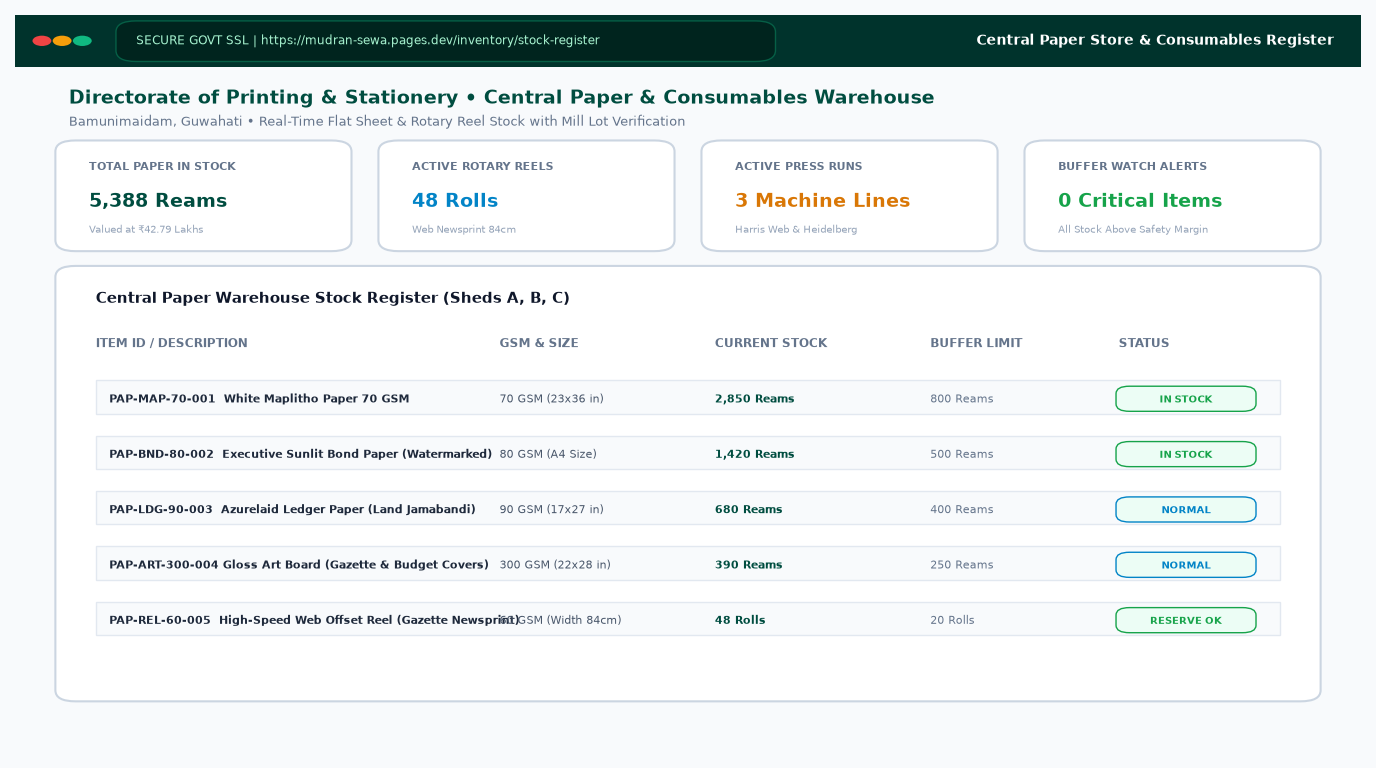 SECURE GOVT SSL | https://mudran-sewa.pages.dev/inventory/stock-register
Central Paper Store & Consumables Register
Directorate of Printing & Stationery • Central Paper & Consumables Warehouse
Bamunimaidam, Guwahati • Real-Time Flat Sheet & Rotary Reel Stock with Mill Lot Verification
TOTAL PAPER IN STOCK
5,388 Reams
Valued at ₹42.79 Lakhs
ACTIVE ROTARY REELS
48 Rolls
Web Newsprint 84cm
ACTIVE PRESS RUNS
3 Machine Lines
Harris Web & Heidelberg
BUFFER WATCH ALERTS
0 Critical Items
All Stock Above Safety Margin
Central Paper Warehouse Stock Register (Sheds A, B, C)
ITEM ID / DESCRIPTION GSM & SIZE CURRENT STOCK BUFFER LIMIT STATUS
PAP-MAP-70-001 White Maplitho Paper 70 GSM 70 GSM (23x36 in) 2,850 Reams 800 Reams IN STOCK
PAP-BND-80-002 Executive Sunlit Bond Paper (Watermarked) 80 GSM (A4 Size) 1,420 Reams 500 Reams IN STOCK
PAP-LDG-90-003 Azurelaid Ledger Paper (Land Jamabandi) 90 GSM (17x27 in) 680 Reams 400 Reams NORMAL
PAP-ART-300-004 Gloss Art Board (Gazette & Budget Covers) 300 GSM (22x28 in) 390 Reams 250 Reams NORMAL
PAP-REL-60-005 High-Speed Web Offset Reel (Gazette Newsprint) 60 GSM (Width 84cm) 48 Rolls 20 Rolls RESERVE OK